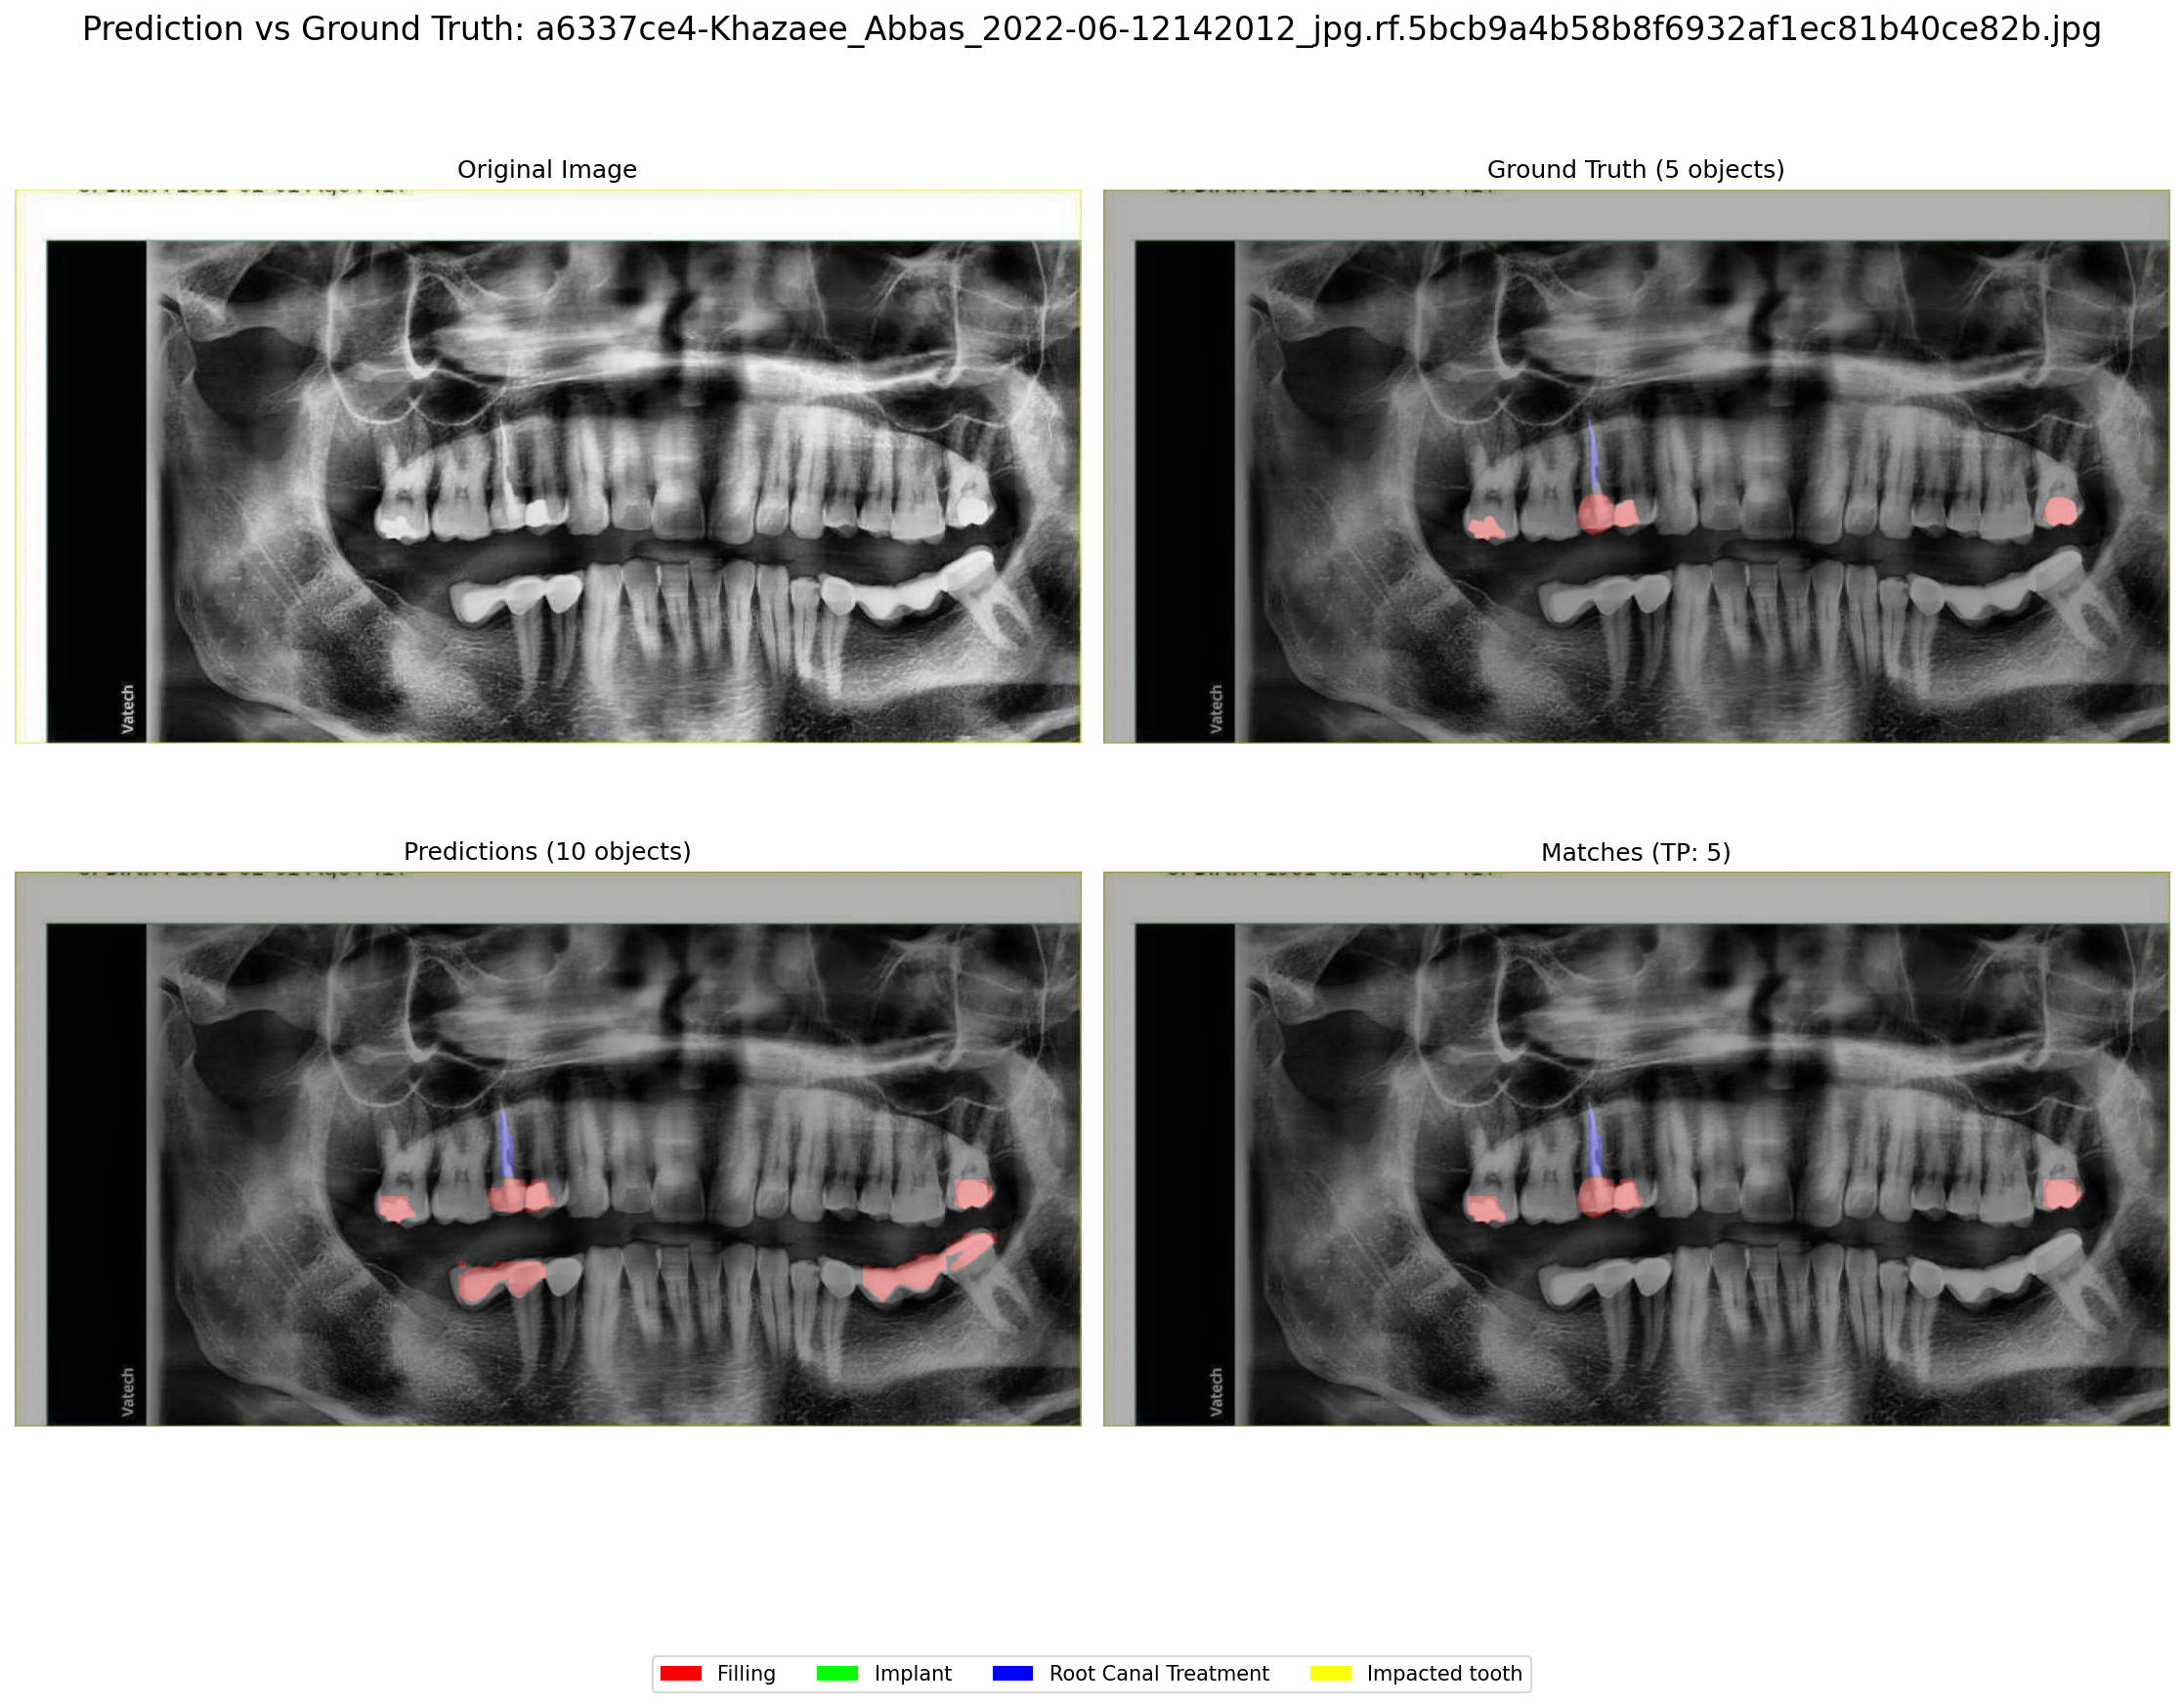 Prediction vs Ground Truth: a6337ce4-Khazaee_Abbas_2022-06-12142012_jpg.rf.5bcb9a4b58b8f6932af1ec81b40ce82b.jpg
Original Image
Ground Truth (5 objects)
Vatech
Vatech
Predictions (10 objects)
Matches (TP: 5)
Vatech
Vatech
Filling
Implant
Root Canal Treatment
Impacted tooth